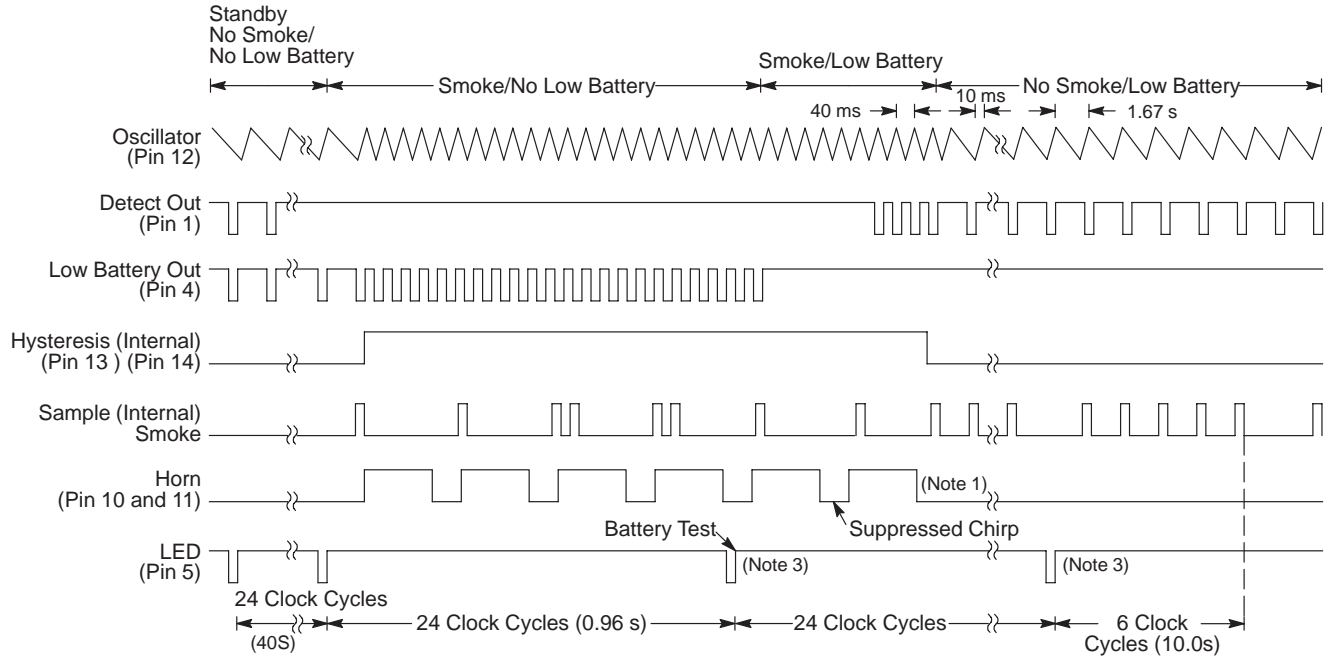 Standby
No Smoke/
No Low Battery
Smoke/No Low Battery
Smoke/Low Battery
No Smoke/Low Battery
40 ms
10 ms
1.67 s
Oscillator
(Pin 12)
Detect Out
(Pin 1)
Low Battery Out
(Pin 4)
Hysteresis (Internal)
(Pin 13 ) (Pin 14)
Sample (Internal)
Smoke
Horn
(Pin 10 and 11)
(Note 1)
Suppressed Chirp
Battery Test
LED
(Pin 5)
(Note 3)
(Note 3)
24 Clock Cycles
(40S)
24 Clock Cycles (0.96 s)
24 Clock Cycles
6 Clock
Cycles (10.0s)